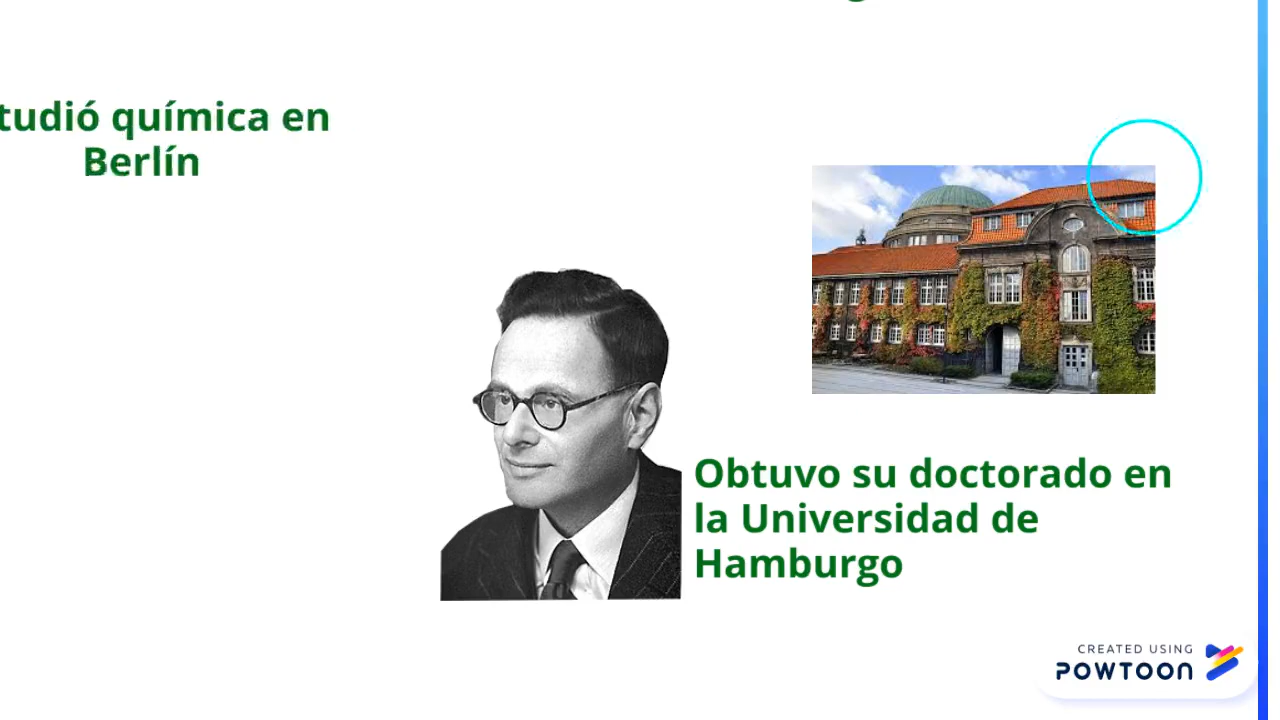 tudió química en
Berlín
Obtuvo su doctorado en
la Universidad de
Hamburgo
CREATED USING
POWTOON